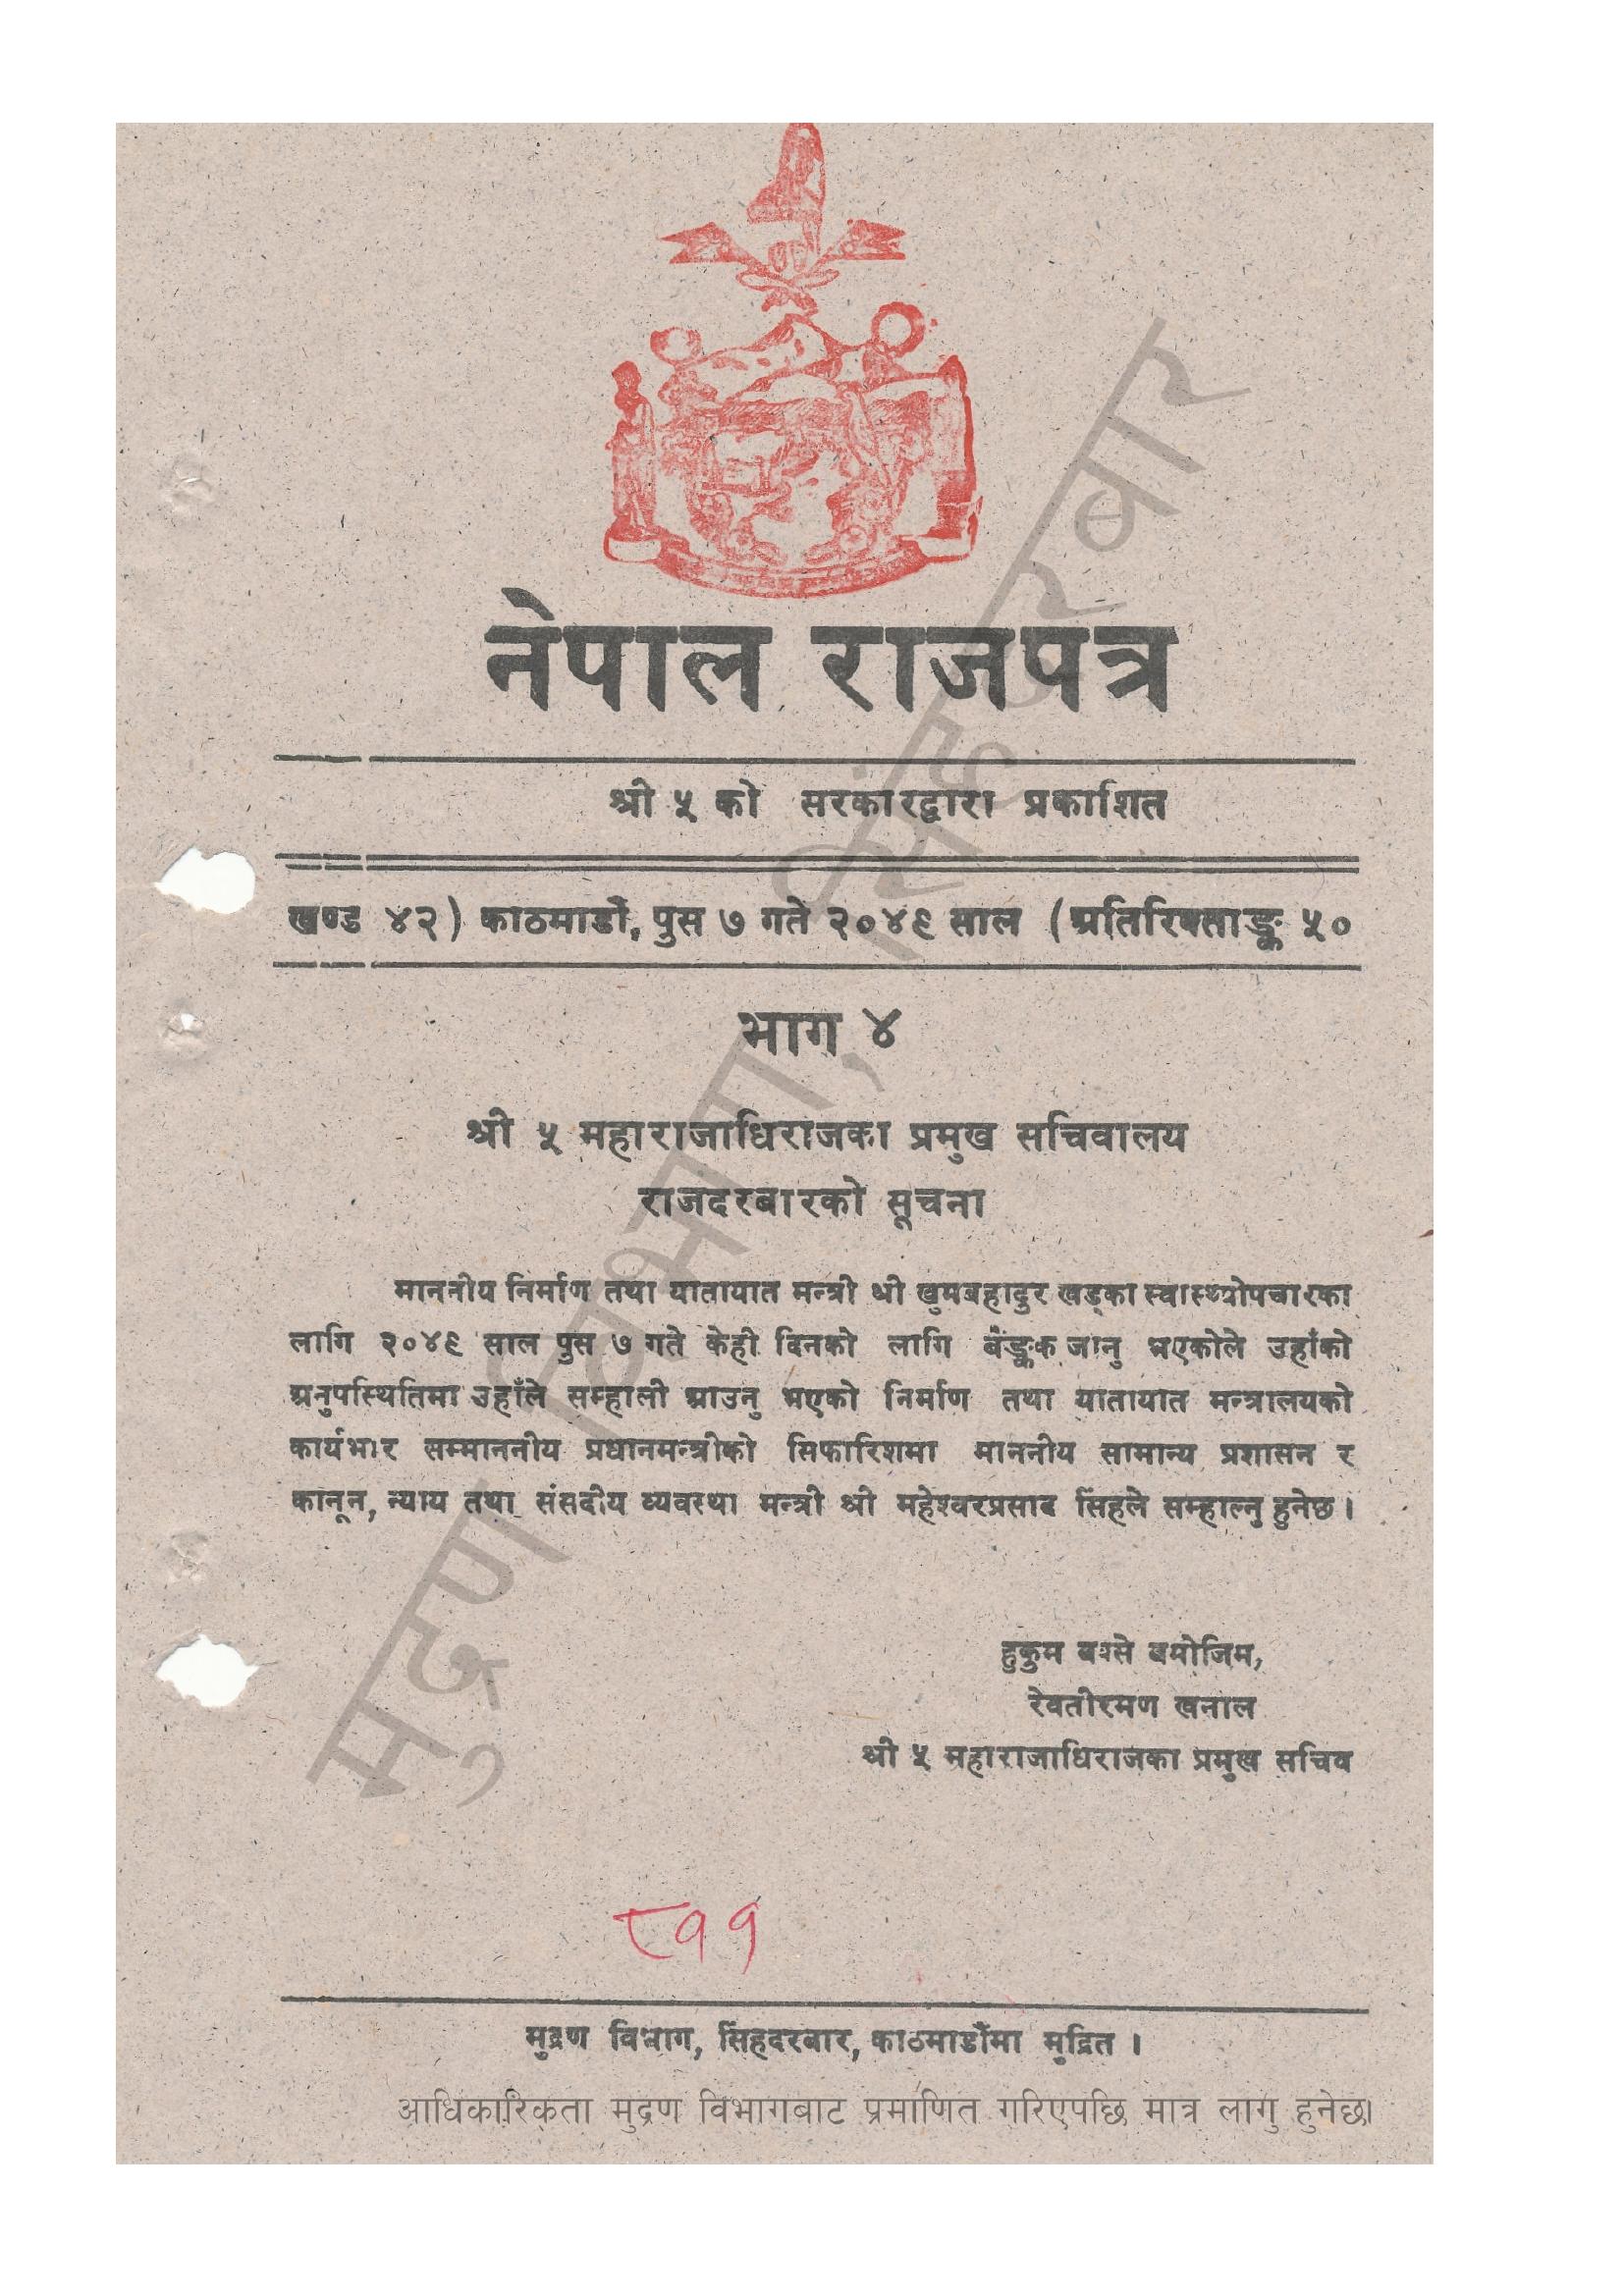 नेपाल राजपत्र
श्री ५ को सरकारद्वारा प्रकाशित
खण्ड ४२) काठमाडौं, पुस ७ गते २०४९ साल (अतिरिक्ताङ्क ५०
भाग ४
श्री ५ महाराजाधिराजका प्रमुख सचिवालय
राजदरबारको सूचना
माननीय निर्माण तथा यातायात मन्त्री श्री खुमबहादुर खड्का स्वास्थ्योपचारका
लागि २०४९ साल पुस ७ गते केही दिनको लागि बैङ्कक जानु भएकोले उहाँको
अनुपस्थितिमा उहाँले सम्हाली आउनु भएको निर्माण तथा यातायात मन्त्रालयको
कार्यभार सम्माननीय प्रधानमन्त्रीको सिफारिशमा माननीय सामान्य प्रशासन र
कानून, न्याय तथा संसदीय व्यवस्था मन्त्री श्री महेश्वरप्रसाद सिंहले सम्हाल्नु हुनेछ ।
हुकुम बक्से बमोजिम,
रेवतीरमण खनाल
श्री ५ महाराजाधिराजका प्रमुख सचिव
८११
मुद्रण विभाग, सिंहदरबार, काठमाडौंमा मुद्रित ।
आधिकारिकता मुद्रण विभागबाट प्रमाणित गरिएपछि मात्र लागु हुनेछ।
मुद्रण विभाग, सिंहदरबार